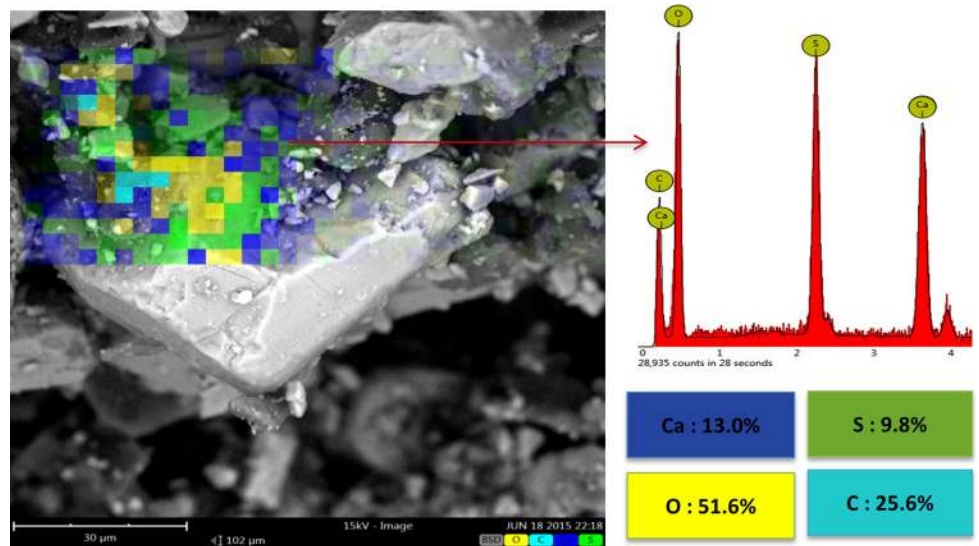 O
S
Ca
C
Ca
0 1 2 3 4
28,935 counts in 28 seconds
Ca : 13.0%
S : 9.8%
O : 51.6%
C : 25.6%
15kV - Image
JUN 18 2015 22:18
30 µm
102 µm
BSD O C S